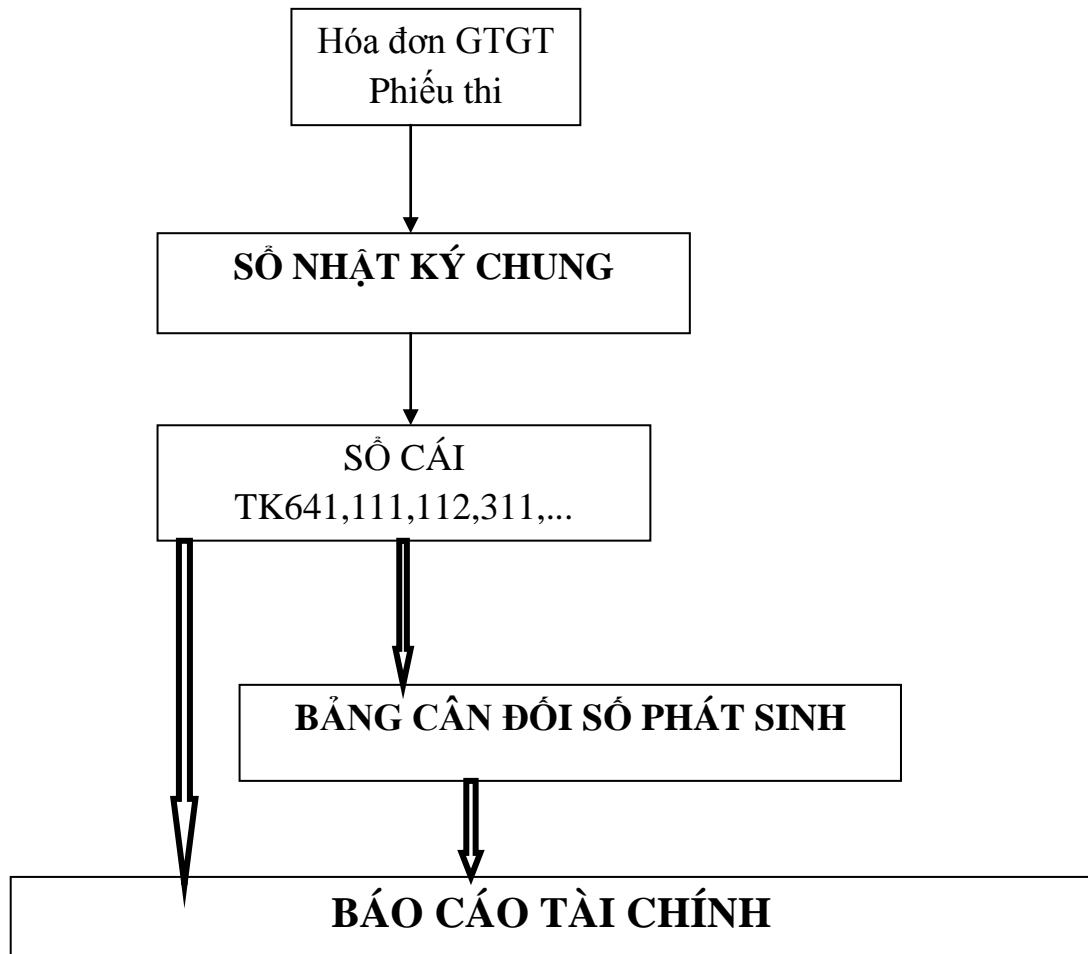 Hóa đơn GTGT
Phiếu thi
SỔ NHẬT KÝ CHUNG
SỔ CÁI
TK641,111,112,311,...
BẢNG CÂN ĐỐI SỐ PHÁT SINH
BÁO CÁO TÀI CHÍNH